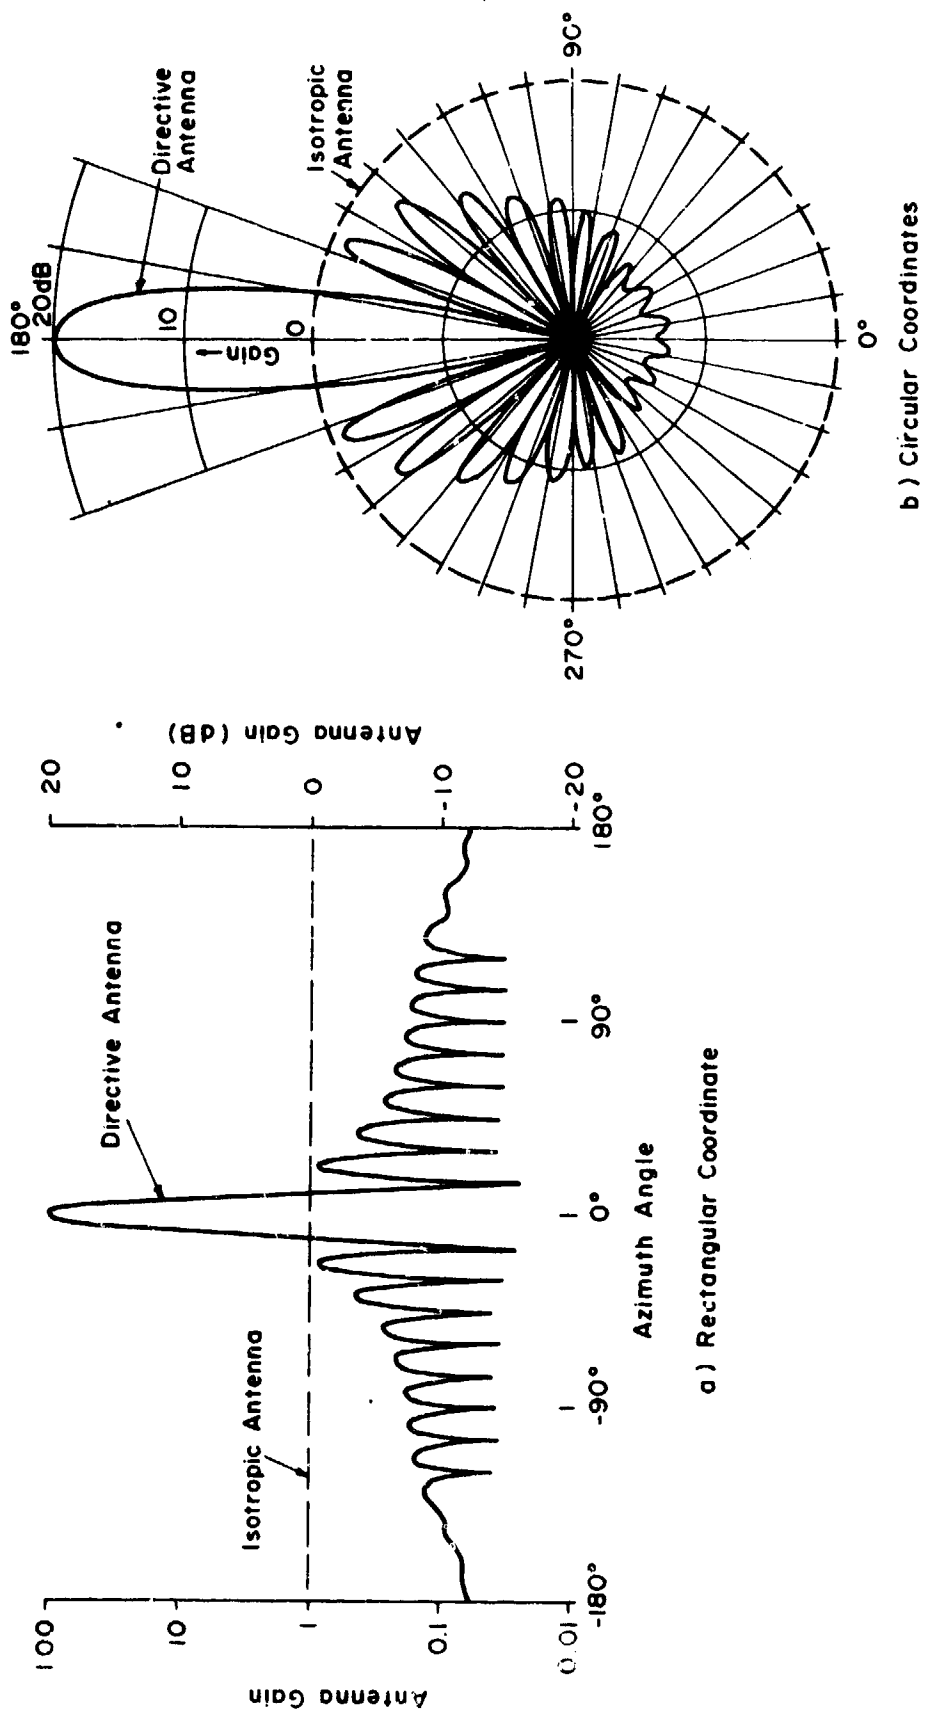 Antenna Gain
100
10
1
0.1
0.01
Isotropic Antenna
Directive Antenna
20
10
0
-10
-20
Antenna Gain (dB)
-180°
-90°
0°
90°
180°
Azimuth Angle
a) Rectangular Coordinate
180°
20dB
10
0
Gain
Directive
Antenna
Isotropic
Antenna
270°
90°
0°
b) Circular Coordinates